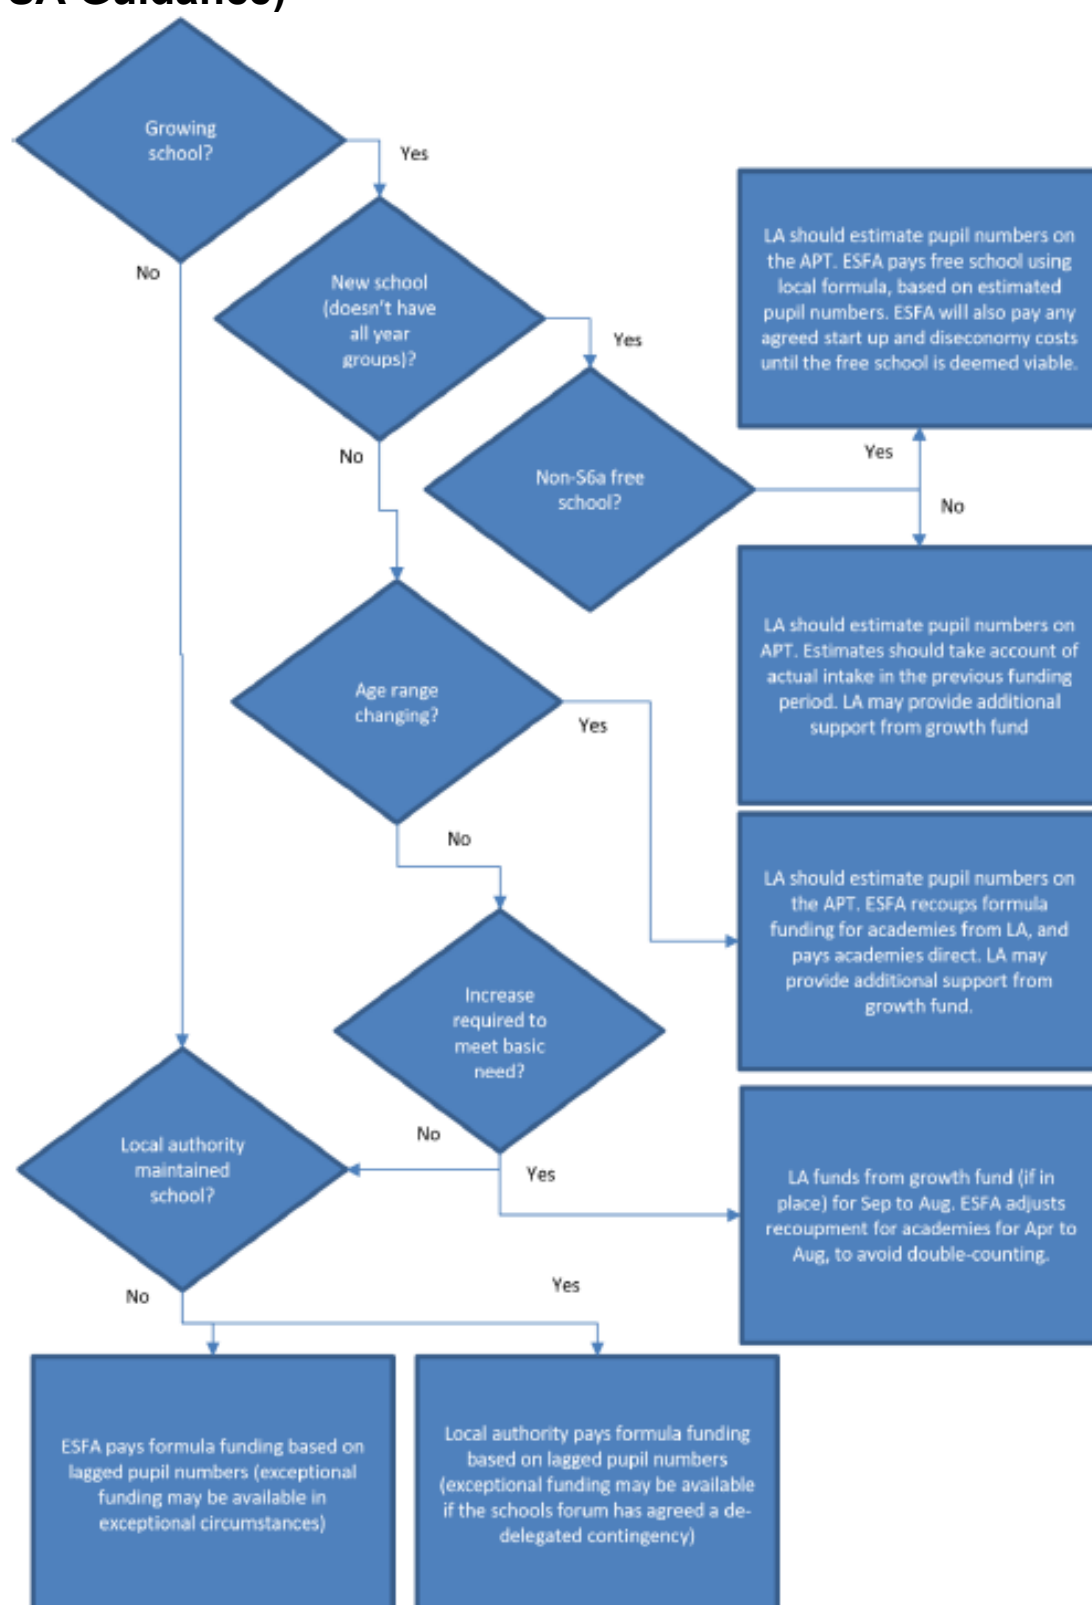 SA Guidance)
Growing
school?
Yes
No
New school
(doesn't have
all year
groups)?
Yes
No
LA should estimate pupil numbers on
the APT. ESFA pays free school using
local formula, based on estimated
pupil numbers. ESFA will also pay any
agreed start up and diseconomy costs
until the free school is deemed viable.
Non-S6a free
school?
Yes
No
LA should estimate pupil numbers on
APT. Estimates should take account of
actual intake in the previous funding
period. LA may provide additional
support from growth fund
Age range
changing?
Yes
No
LA should estimate pupil numbers on
the APT. ESFA recoups formula
funding for academies from LA, and
pays academies direct. LA may
provide additional support from
growth fund.
Increase
required to
meet basic
need?
No
Yes
LA funds from growth fund (if in
place) for Sep to Aug. ESFA adjusts
recoupment for academies for Apr to
Aug, to avoid double-counting.
Local authority
maintained
school?
No
Yes
ESFA pays formula funding based on
lagged pupil numbers (exceptional
funding may be available in
exceptional circumstances)
Local authority pays formula funding
based on lagged pupil numbers
(exceptional funding may be available
if the schools forum has agreed a de-
delegated contingency)